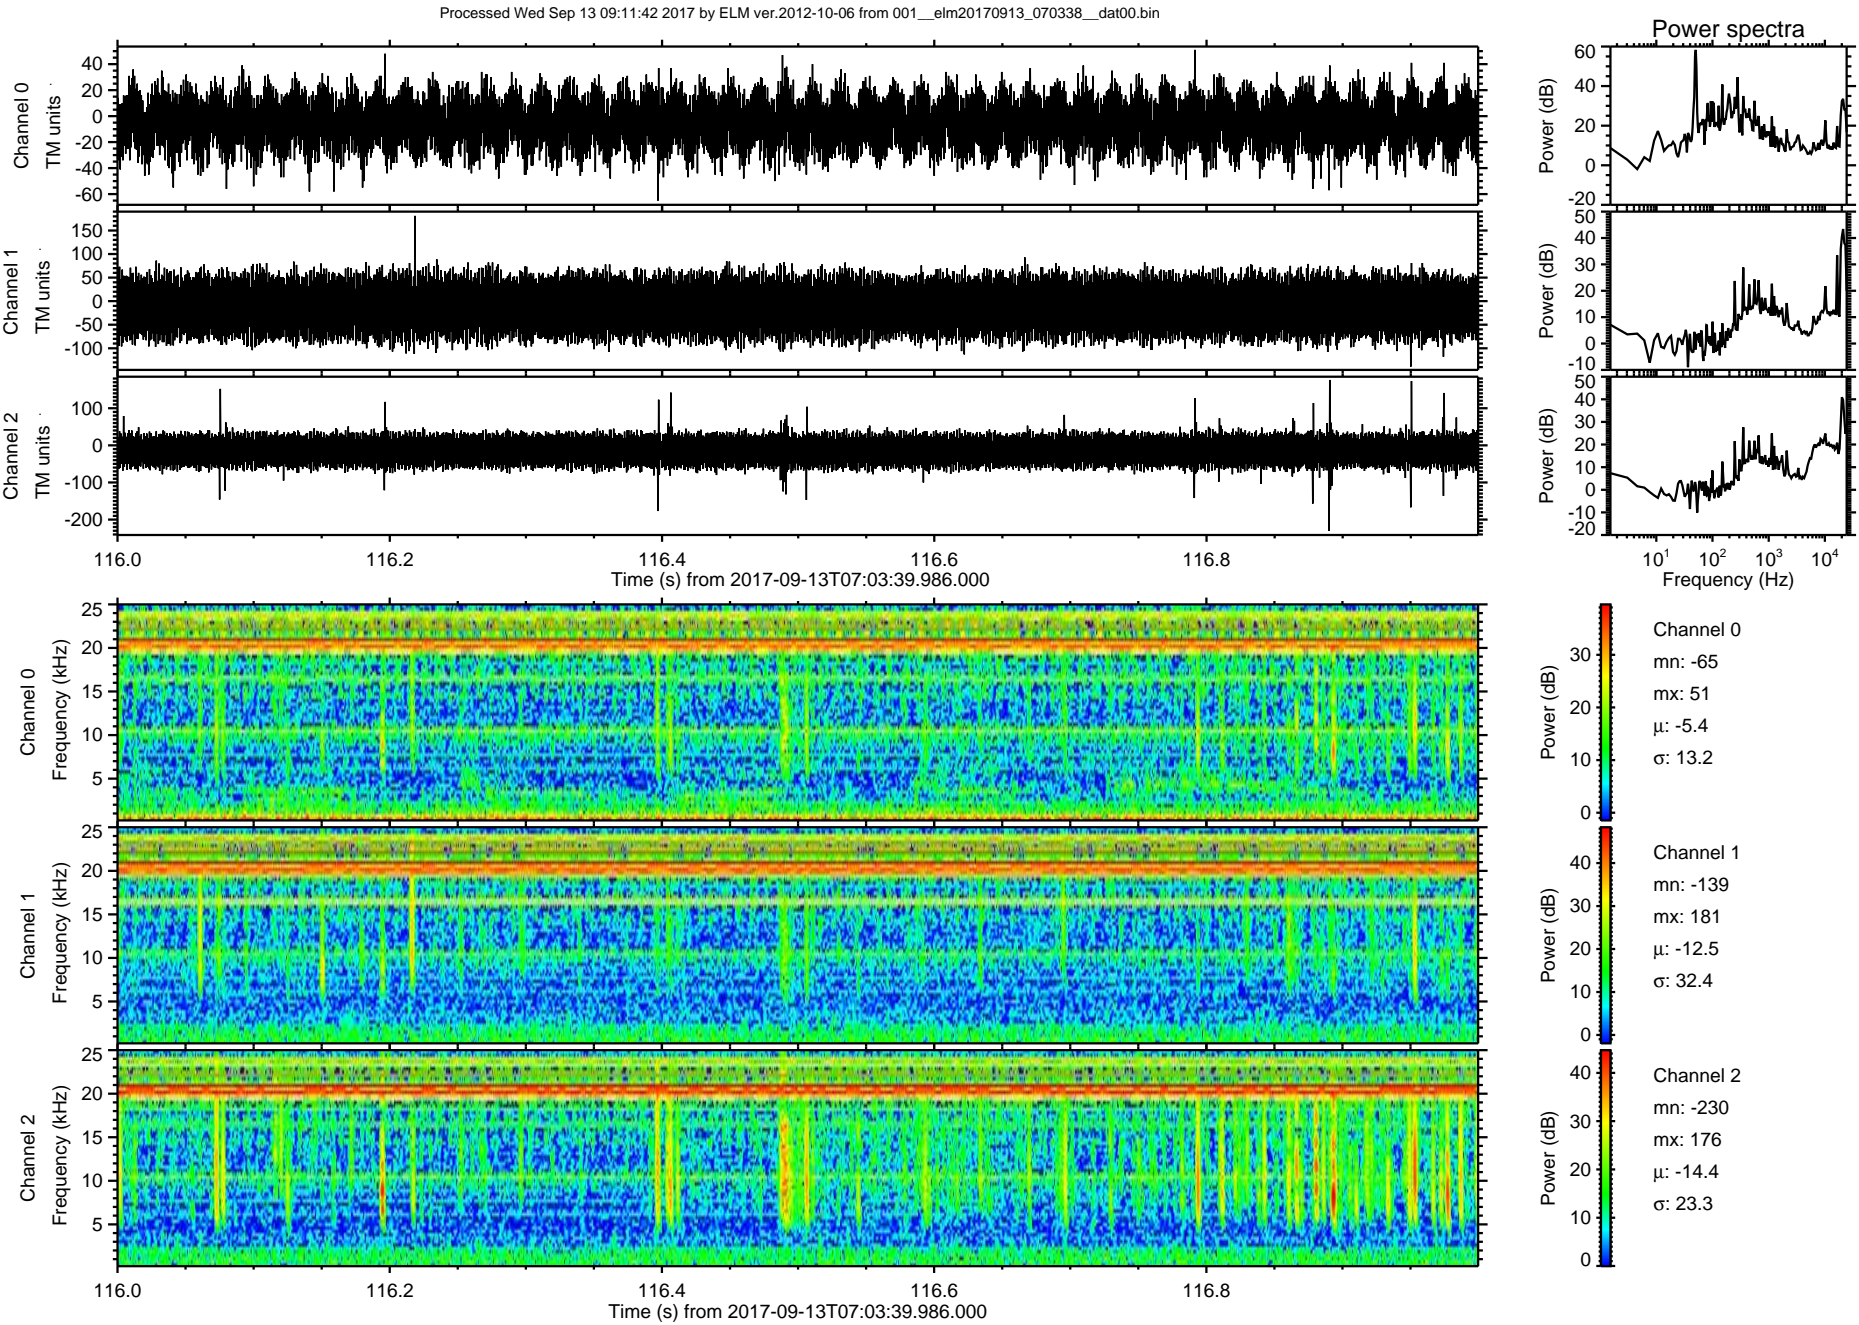 Processed Wed Sep 13 09:11:42 2017 by ELM ver.2012-10-06 from 001__elm20170913_070338__dat00.bin
Power spectra
Channel 0
TM units
40
20
0
-20
-40
-60
Power (dB)
60
40
20
0
-20
Channel 1
TM units
150
100
50
0
-50
-100
Power (dB)
50
40
30
20
10
0
-10
Channel 2
TM units
100
0
-100
-200
Power (dB)
50
40
30
20
10
0
-10
-20
116.0 116.2 116.4 116.6 116.8
Time (s) from 2017-09-13T07:03:39.986.000
10^1 10^2 10^3 10^4
Frequency (Hz)
Channel 0
Frequency (kHz)
25
20
15
10
5
Power (dB)
30
20
10
0
Channel 0
mn: -65
mx: 51
μ: -5.4
σ: 13.2
Channel 1
Frequency (kHz)
25
20
15
10
5
Power (dB)
40
30
20
10
0
Channel 1
mn: -139
mx: 181
μ: -12.5
σ: 32.4
Channel 2
Frequency (kHz)
25
20
15
10
5
Power (dB)
40
30
20
10
0
Channel 2
mn: -230
mx: 176
μ: -14.4
σ: 23.3
116.0 116.2 116.4 116.6 116.8
Time (s) from 2017-09-13T07:03:39.986.000